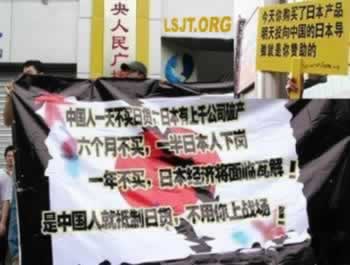 央人民广
LSJT.ORG
今天你购买了日本产品
明天投向中国的日本导
弹就是你赞助的
中国人一天不买日货：日本有上千公司破产
六个月不买，一半日本人下岗
一年不买，日本经济将面临瓦解！
是中国人就抵制日货，不用你上战场！